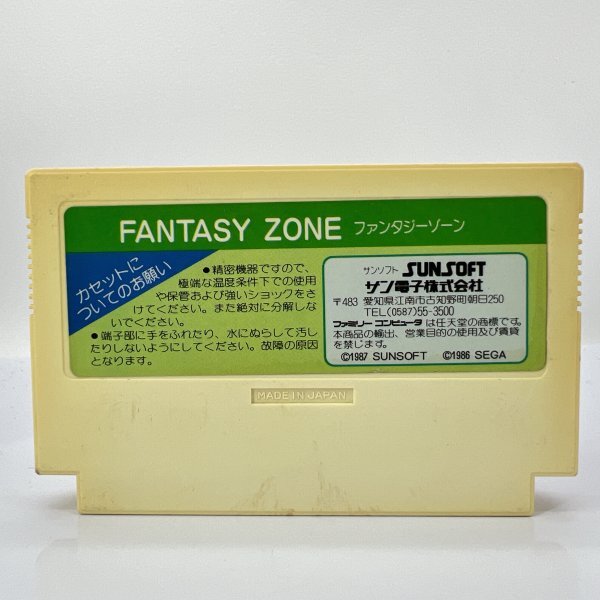 FANTASY ZONE ファンタジーゾーン
カセットに
ついてのお願い
●精密機器ですので、
極端な温度条件下での使用
や保管および強いショックをさ
けてください。また絶対に分解しな
いでください。
●端子部に手をふれたり、水にぬらして汚し
たりしないようにしてください。故障の原因
となります。
サンソフト SUNSOFT
サン電子株式会社
〒483 愛知県江南市古知野町朝日250
TEL(0587)55-3500
ファミリーコンピュータ は任天堂の商標です。
本商品の輸出、営業目的の使用及び賃貸
を禁じます。
©1987 SUNSOFT ©1986 SEGA
MADE IN JAPAN